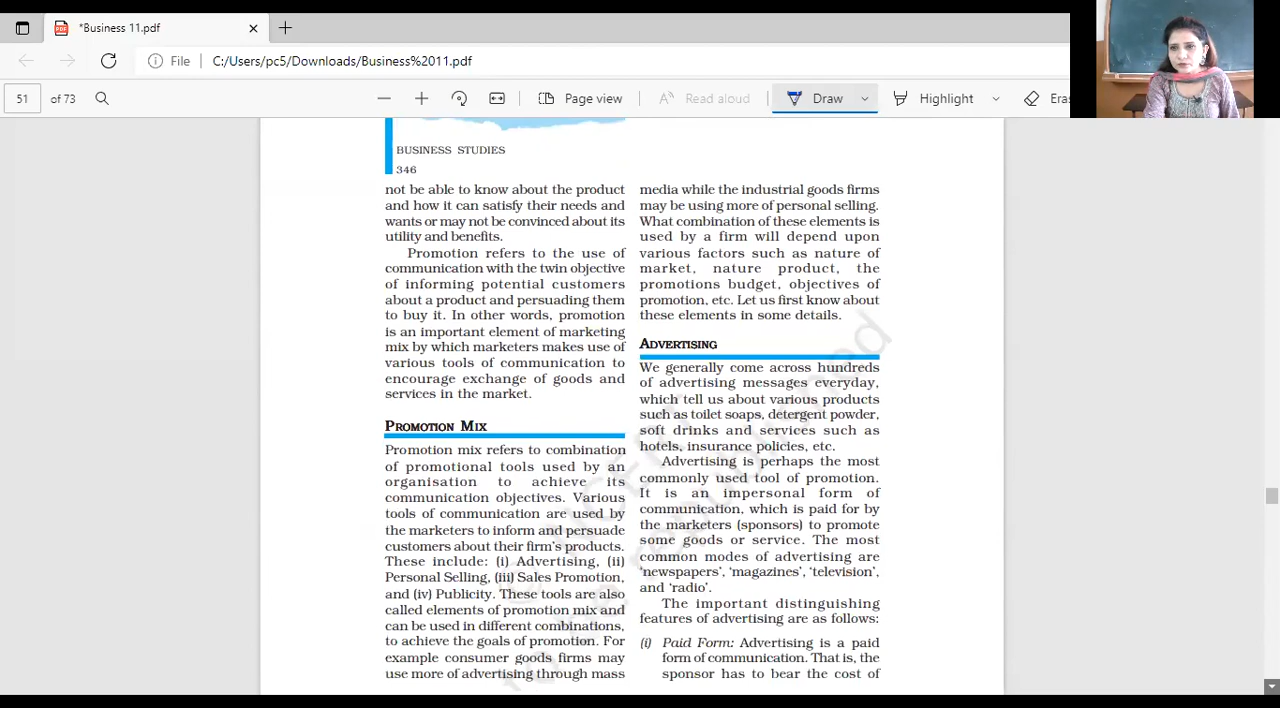 *Business 11.pdf
File
C:/Users/pc5/Downloads/Business%2011.pdf
51
of 73
Page view
Read aloud
Draw
Highlight
Eras
BUSINESS STUDIES
346
not be able to know about the product
and how it can satisfy their needs and
wants or may not be convinced about its
utility and benefits.
Promotion refers to the use of
communication with the twin objective
of informing potential customers
about a product and persuading them
to buy it. In other words, promotion
is an important element of marketing
mix by which marketers makes use of
various tools of communication to
encourage exchange of goods and
services in the market.
PROMOTION MIX
Promotion mix refers to combination
of promotional tools used by an
organisation to achieve its
communication objectives. Various
tools of communication are used by
the marketers to inform and persuade
customers about their firm's products.
These include: (i) Advertising, (ii)
Personal Selling, (iii) Sales Promotion,
and (iv) Publicity. These tools are also
called elements of promotion mix and
can be used in different combinations,
to achieve the goals of promotion. For
example consumer goods firms may
use more of advertising through mass
media while the industrial goods firms
may be using more of personal selling.
What combination of these elements is
used by a firm will depend upon
various factors such as nature of
market, nature product, the
promotions budget, objectives of
promotion, etc. Let us first know about
these elements in some details.
ADVERTISING
We generally come across hundreds
of advertising messages everyday,
which tell us about various products
such as toilet soaps, detergent powder,
soft drinks and services such as
hotels, insurance policies, etc.
Advertising is perhaps the most
commonly used tool of promotion.
It is an impersonal form of
communication, which is paid for by
the marketers (sponsors) to promote
some goods or service. The most
common modes of advertising are
'newspapers', 'magazines', 'television',
and 'radio'.
The important distinguishing
features of advertising are as follows:
(i) Paid Form: Advertising is a paid
form of communication. That is, the
sponsor has to bear the cost of